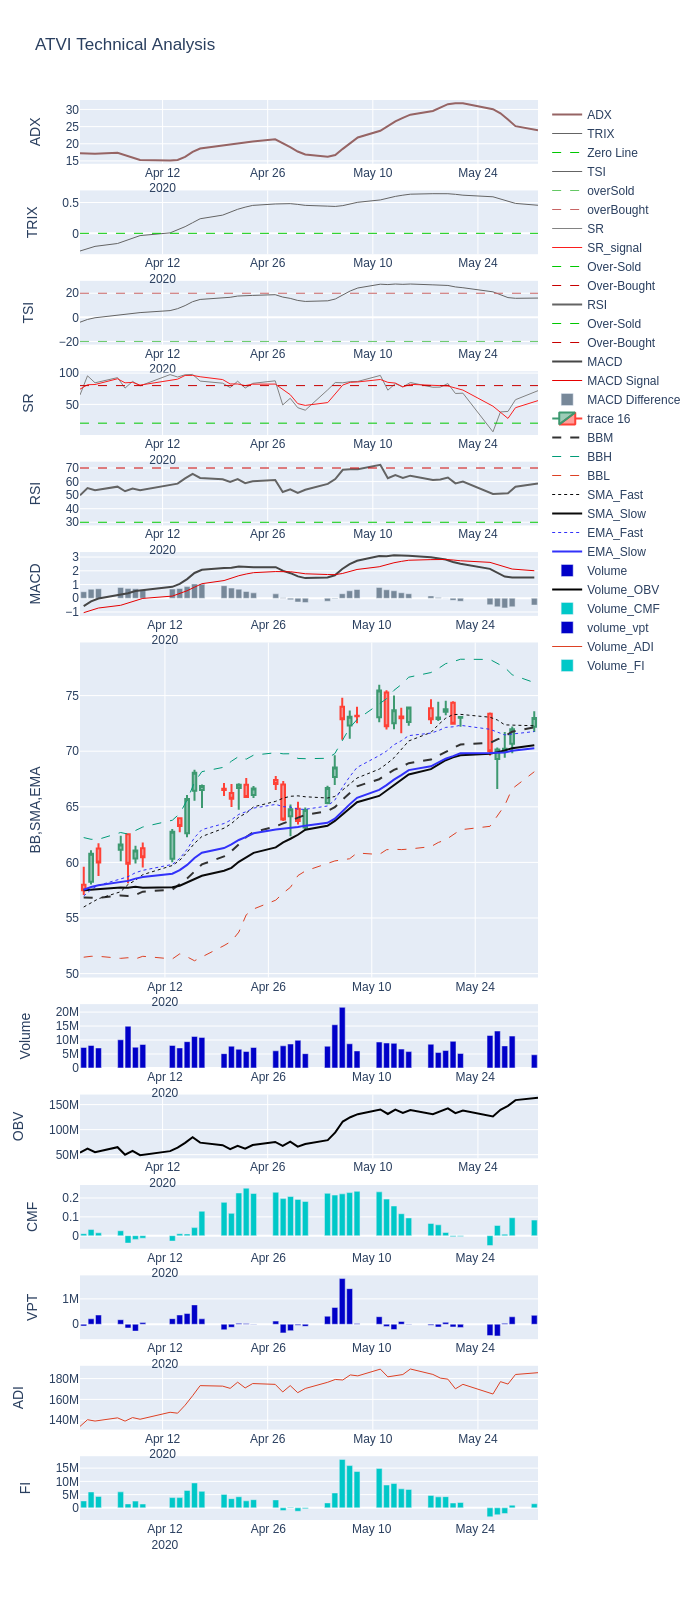 ATVI Technical Analysis
ADX
30
25
20
15
Apr 12
2020
Apr 26
May 10
May 24
TRIX
0.5
0
Apr 12
2020
Apr 26
May 10
May 24
TSI
20
0
−20
Apr 12
2020
Apr 26
May 10
May 24
SR
100
50
Apr 12
2020
Apr 26
May 10
May 24
RSI
70
60
50
40
30
Apr 12
2020
Apr 26
May 10
May 24
MACD
3
2
1
0
−1
Apr 12
2020
Apr 26
May 10
May 24
BB,SMA,EMA
75
70
65
60
55
50
Apr 12
2020
Apr 26
May 10
May 24
Volume
20M
15M
10M
5M
0
Apr 12
2020
Apr 26
May 10
May 24
OBV
150M
100M
50M
Apr 12
2020
Apr 26
May 10
May 24
CMF
0.2
0.1
0
Apr 12
2020
Apr 26
May 10
May 24
VPT
1M
0
Apr 12
2020
Apr 26
May 10
May 24
ADI
180M
160M
140M
Apr 12
2020
Apr 26
May 10
May 24
FI
15M
10M
5M
0
Apr 12
2020
Apr 26
May 10
May 24
ADX
TRIX
Zero Line
TSI
overSold
overBought
SR
SR_signal
Over-Sold
Over-Bought
RSI
Over-Sold
Over-Bought
MACD
MACD Signal
MACD Difference
trace 16
BBM
BBH
BBL
SMA_Fast
SMA_Slow
EMA_Fast
EMA_Slow
Volume
Volume_OBV
Volume_CMF
volume_vpt
Volume_ADI
Volume_FI